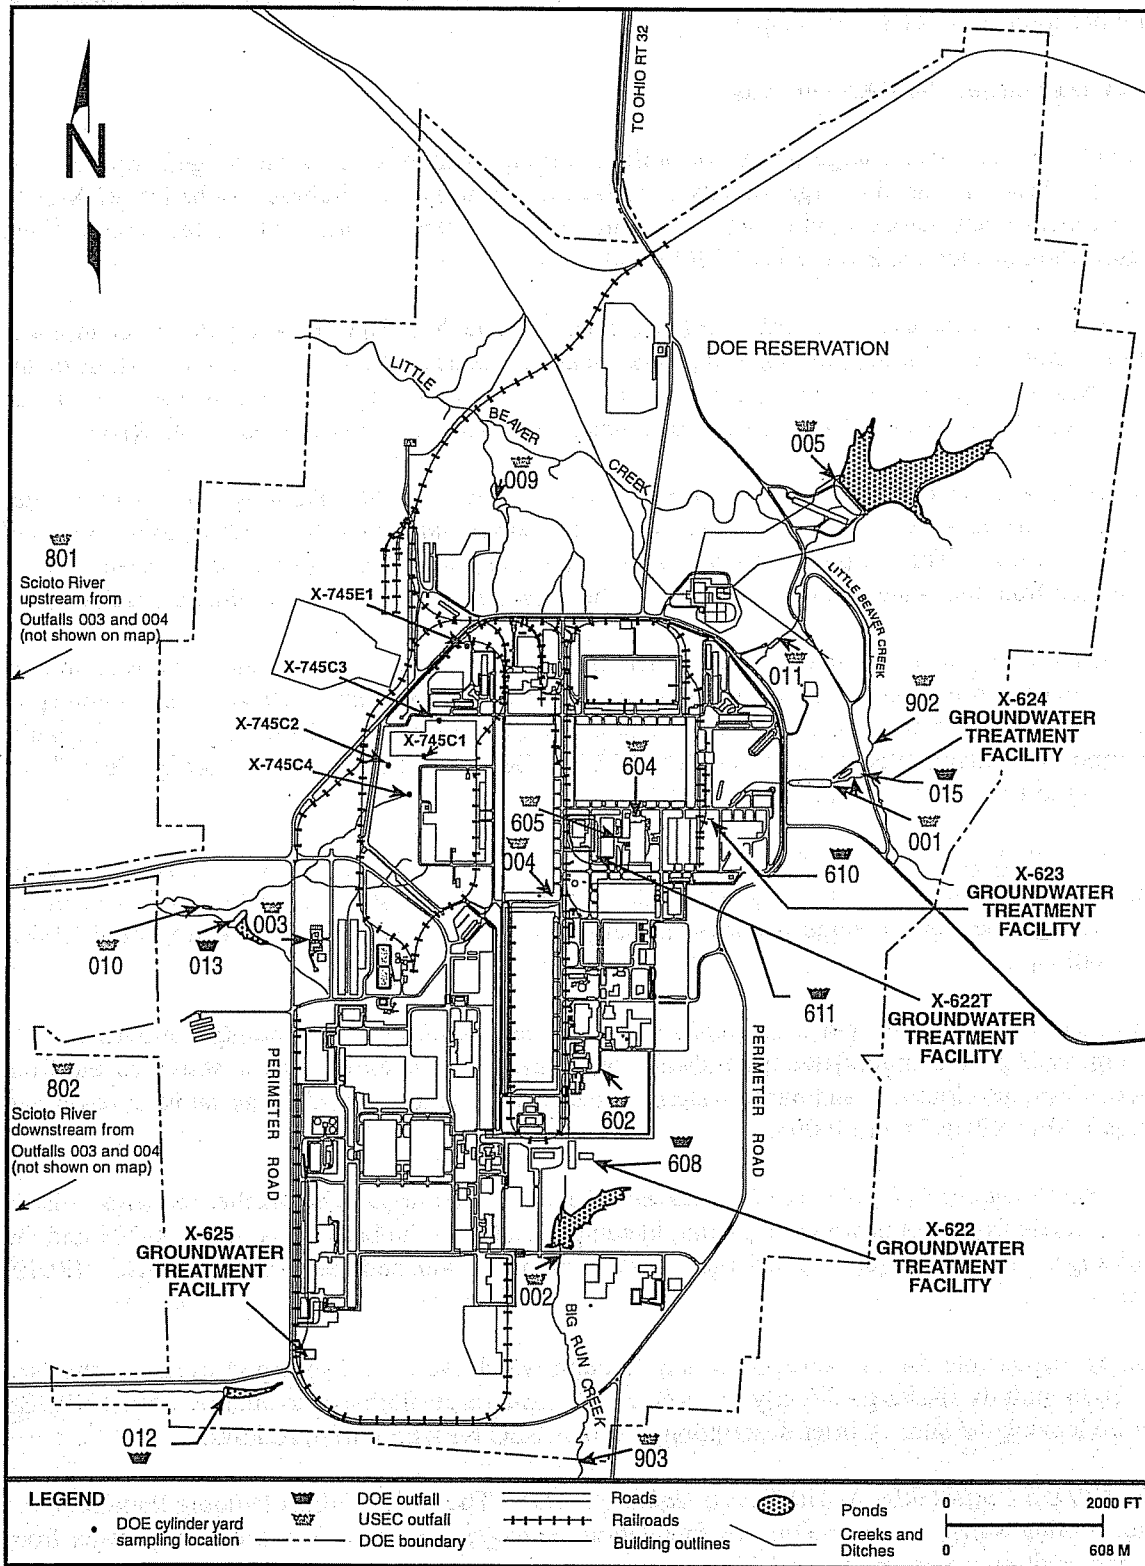 TO OHIO RT 32
N
DOE RESERVATION
LITTLE
BEAVER
CREEK
005
009
801
Scioto River
upstream from
Outfalls 003 and 004
(not shown on map)
X-745E1
X-745C3
X-745C2
X-745C1
X-745C4
LITTLE BEAVER CREEK
011
902
X-624
GROUNDWATER
TREATMENT
FACILITY
604
605
004
015
001
610
X-623
GROUNDWATER
TREATMENT
FACILITY
003
010
013
611
X-622T
GROUNDWATER
TREATMENT
FACILITY
802
Scioto River
downstream from
Outfalls 003 and 004
(not shown on map)
PERIMETER ROAD
PERIMETER ROAD
602
608
X-625
GROUNDWATER
TREATMENT
FACILITY
X-622
GROUNDWATER
TREATMENT
FACILITY
002
BIG RUN CREEK
012
903
LEGEND
DOE cylinder yard
sampling location
DOE outfall
USEC outfall
DOE boundary
Roads
Railroads
Building outlines
Ponds
Creeks and
Ditches
0 2000 FT
0 608 M